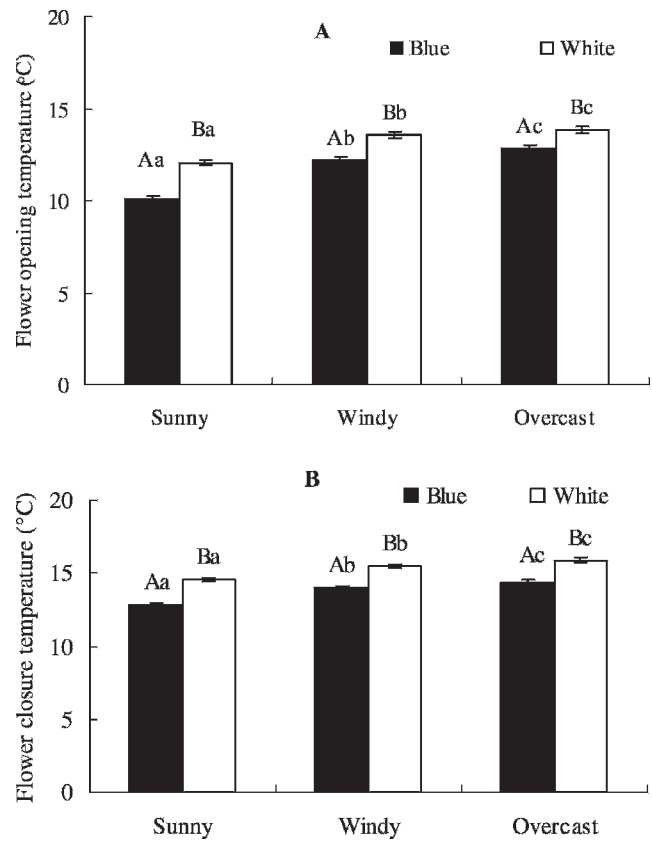 A
Blue White
20
15
10
5
0
Flower opening temperature (°C)
Aa Ba Ab Bb Ac Bc
Sunny Windy Overcast
B
Blue White
20
15
10
5
0
Flower closure temperature (°C)
Aa Ba Ab Bb Ac Bc
Sunny Windy Overcast